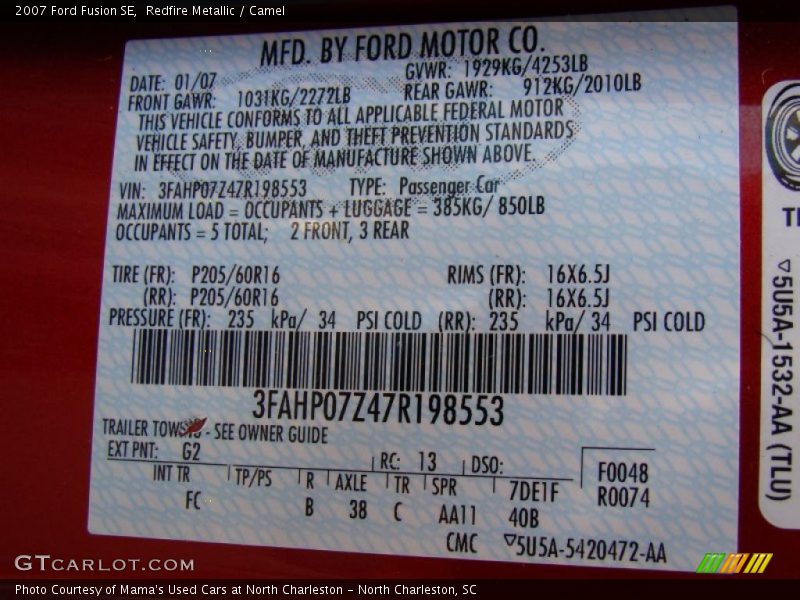 2007 Ford Fusion SE, Redfire Metallic / Camel
MFD. BY FORD MOTOR CO.
DATE: 01/07 GVWR: 1929KG/4253LB
FRONT GAWR: 1031KG/2272LB REAR GAWR: 912KG/2010LB
THIS VEHICLE CONFORMS TO ALL APPLICABLE FEDERAL MOTOR
VEHICLE SAFETY, BUMPER, AND THEFT PREVENTION STANDARDS
IN EFFECT ON THE DATE OF MANUFACTURE SHOWN ABOVE.
VIN: 3FAHP07Z47R198553 TYPE: Passenger Car
MAXIMUM LOAD = OCCUPANTS + LUGGAGE = 385KG/ 850LB
OCCUPANTS = 5 TOTAL; 2 FRONT, 3 REAR
TIRE (FR): P205/60R16 RIMS (FR): 16X6.5J
(RR): P205/60R16 (RR): 16X6.5J
PRESSURE (FR): 235 kPa/ 34 PSI COLD (RR): 235 kPa/ 34 PSI COLD
3FAHP07Z47R198553
TRAILER - SEE OWNER GUIDE
EXT PNT: G2 RC: 13 DSO: F0048
INT TR TP/PS R AXLE TR SPR 7DE1F R0074
FC B 38 C AA11 40B
CMC ▽5U5A-5420472-AA
▽5U5A-1532-AA (TLU)
GTCARLOT.COM
Photo Courtesy of Mama's Used Cars at North Charleston - North Charleston, SC